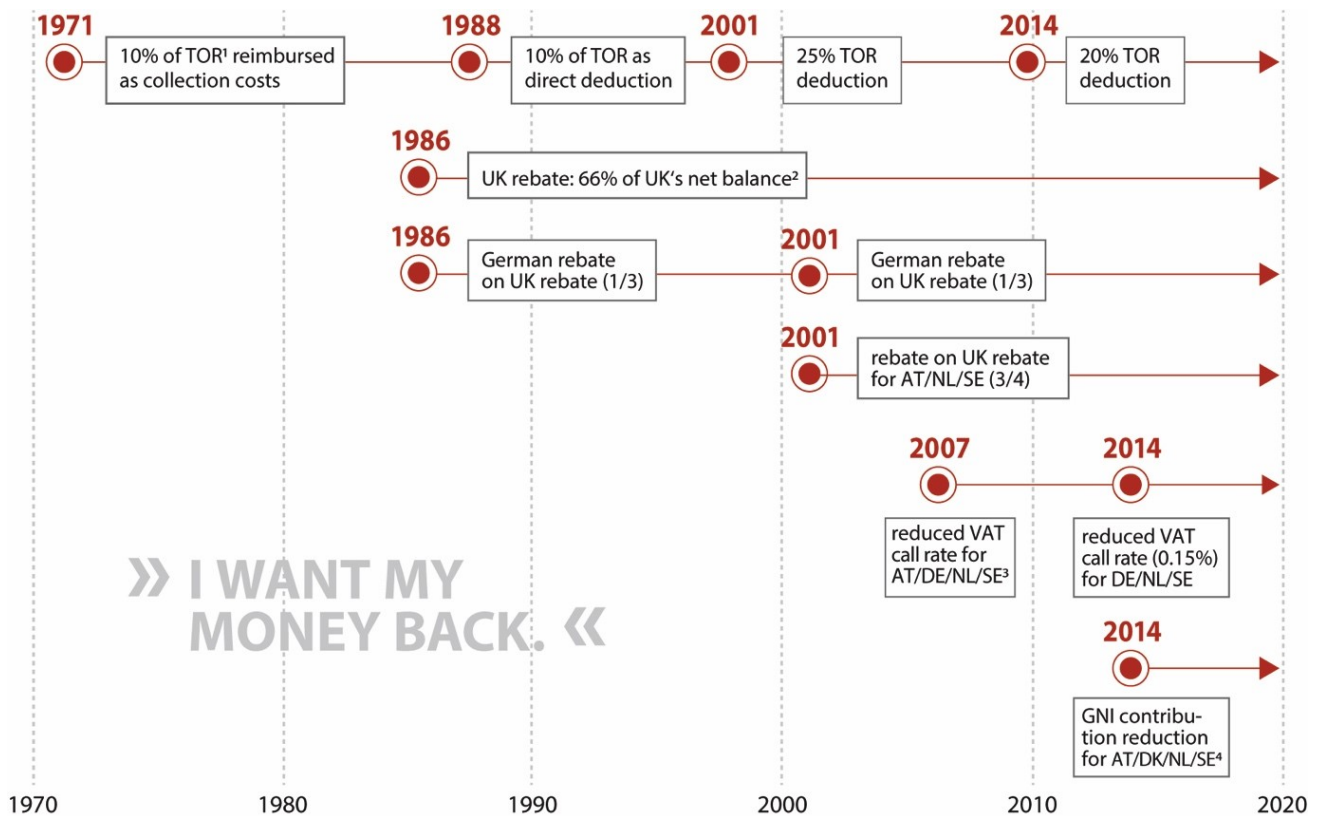 1971
1988
2001
2014
10% of TOR¹ reimbursed
as collection costs
10% of TOR as
direct deduction
25% TOR
deduction
20% TOR
deduction
1986
UK rebate: 66% of UK‘s net balance²
1986
2001
German rebate
on UK rebate (1/3)
German rebate
on UK rebate (1/3)
2001
rebate on UK rebate
for AT/NL/SE (3/4)
2007
2014
reduced VAT
call rate for
AT/DE/NL/SE³
reduced VAT
call rate (0.15%)
for DE/NL/SE
» I WANT MY
MONEY BACK. «
2014
GNI contribu-
tion reduction
for AT/DK/NL/SE⁴
1970
1980
1990
2000
2010
2020